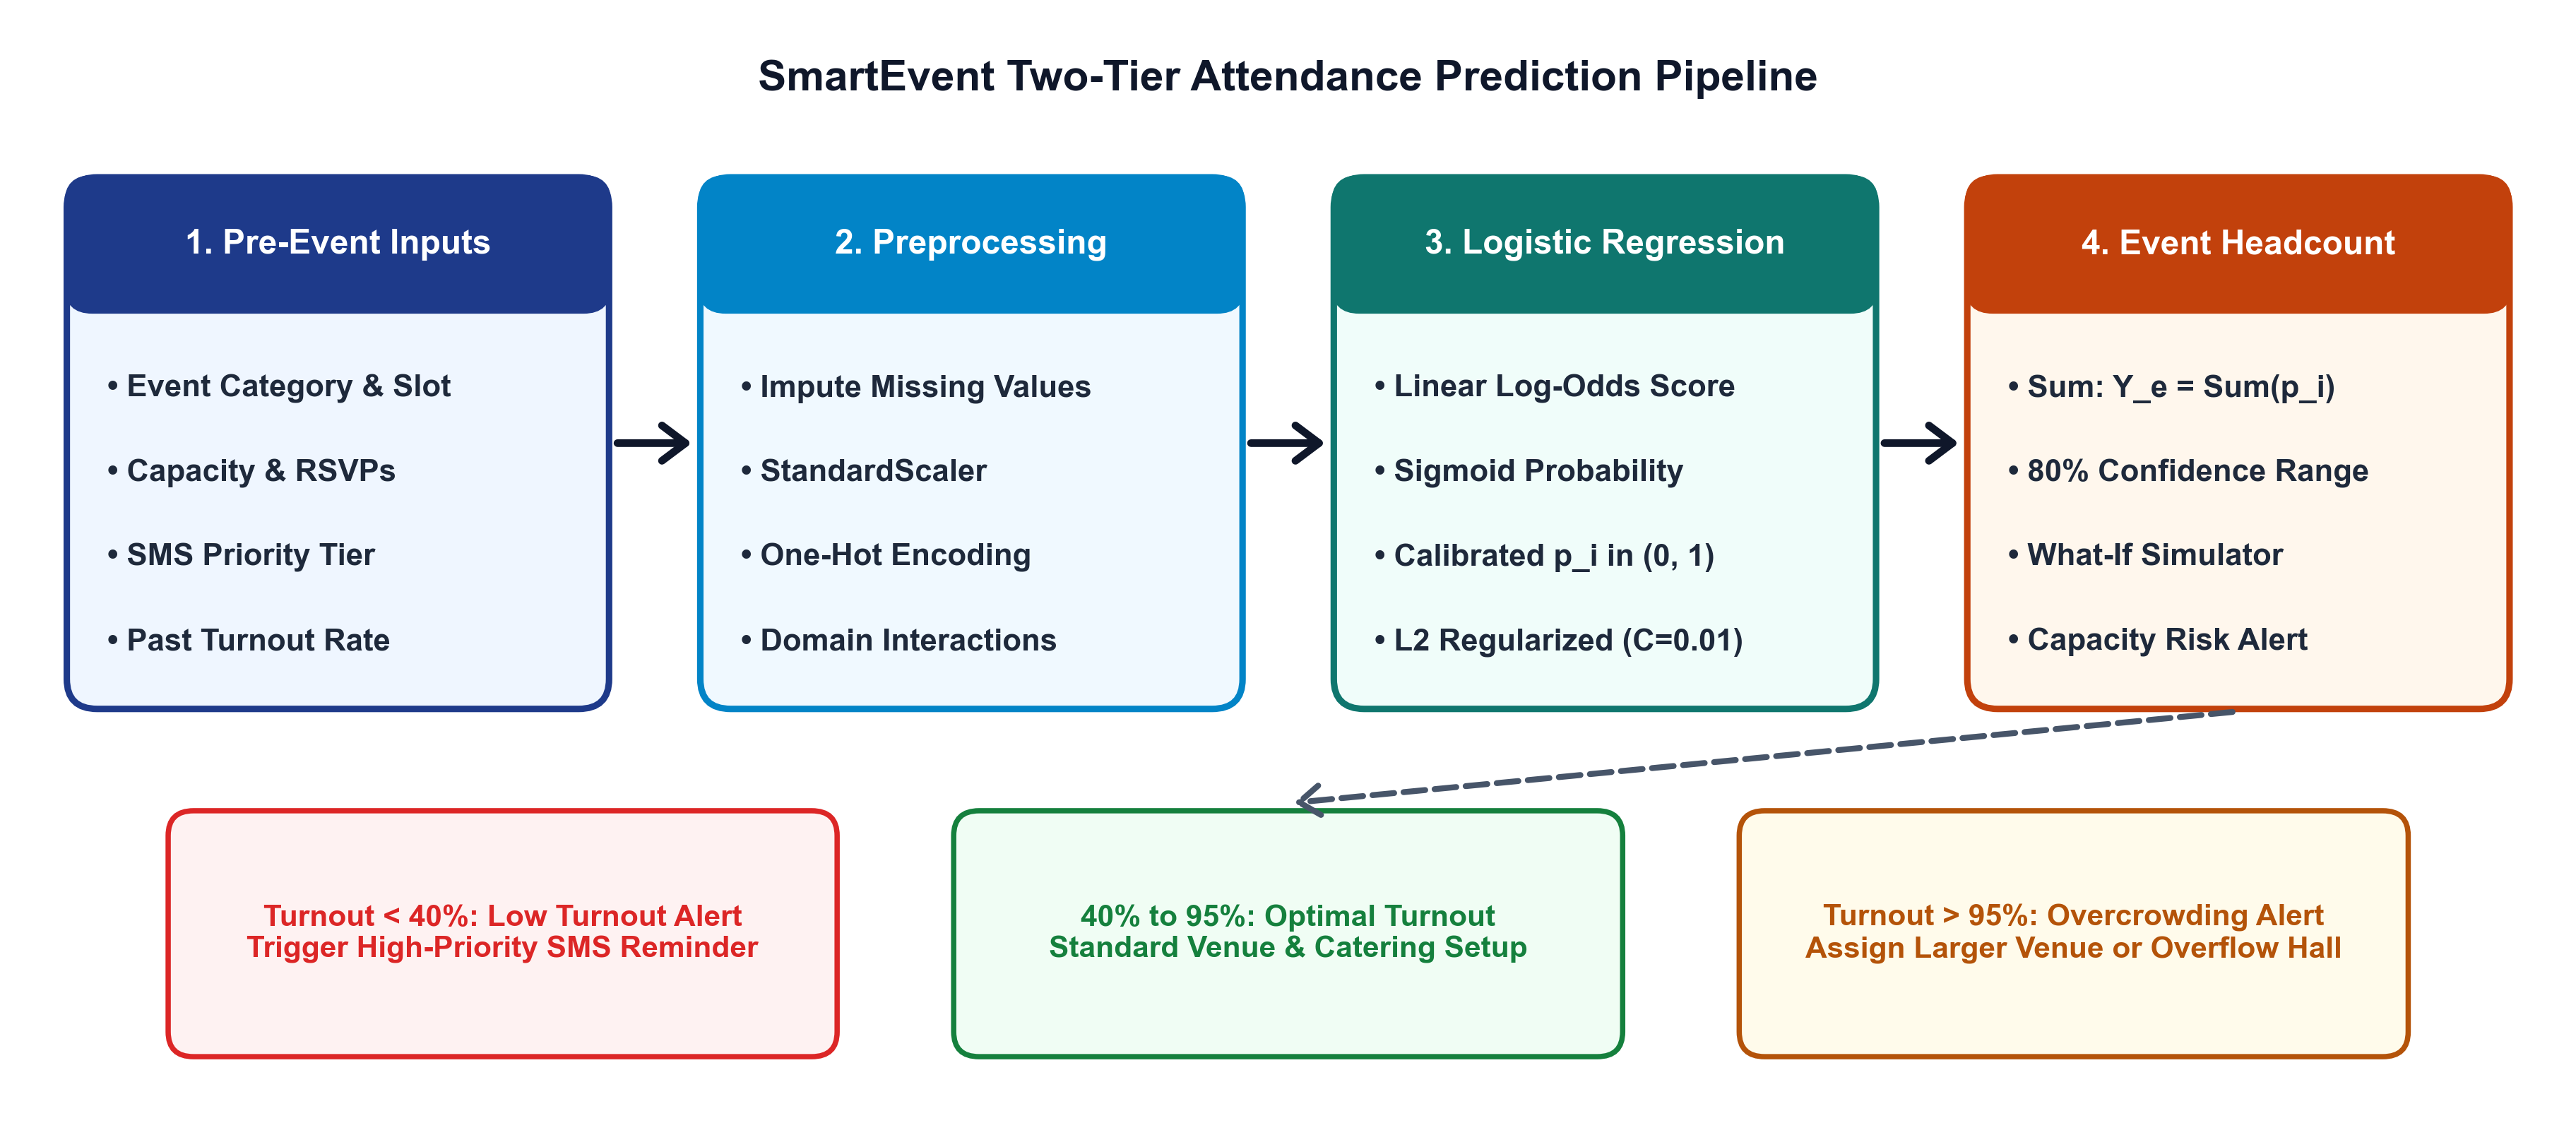 SmartEvent Two-Tier Attendance Prediction Pipeline
1. Pre-Event Inputs
• Event Category & Slot
• Capacity & RSVPs
• SMS Priority Tier
• Past Turnout Rate
2. Preprocessing
• Impute Missing Values
• StandardScaler
• One-Hot Encoding
• Domain Interactions
3. Logistic Regression
• Linear Log-Odds Score
• Sigmoid Probability
• Calibrated p_i in (0, 1)
• L2 Regularized (C=0.01)
4. Event Headcount
• Sum: Y_e = Sum(p_i)
• 80% Confidence Range
• What-If Simulator
• Capacity Risk Alert
Turnout < 40%: Low Turnout Alert
Trigger High-Priority SMS Reminder
40% to 95%: Optimal Turnout
Standard Venue & Catering Setup
Turnout > 95%: Overcrowding Alert
Assign Larger Venue or Overflow Hall